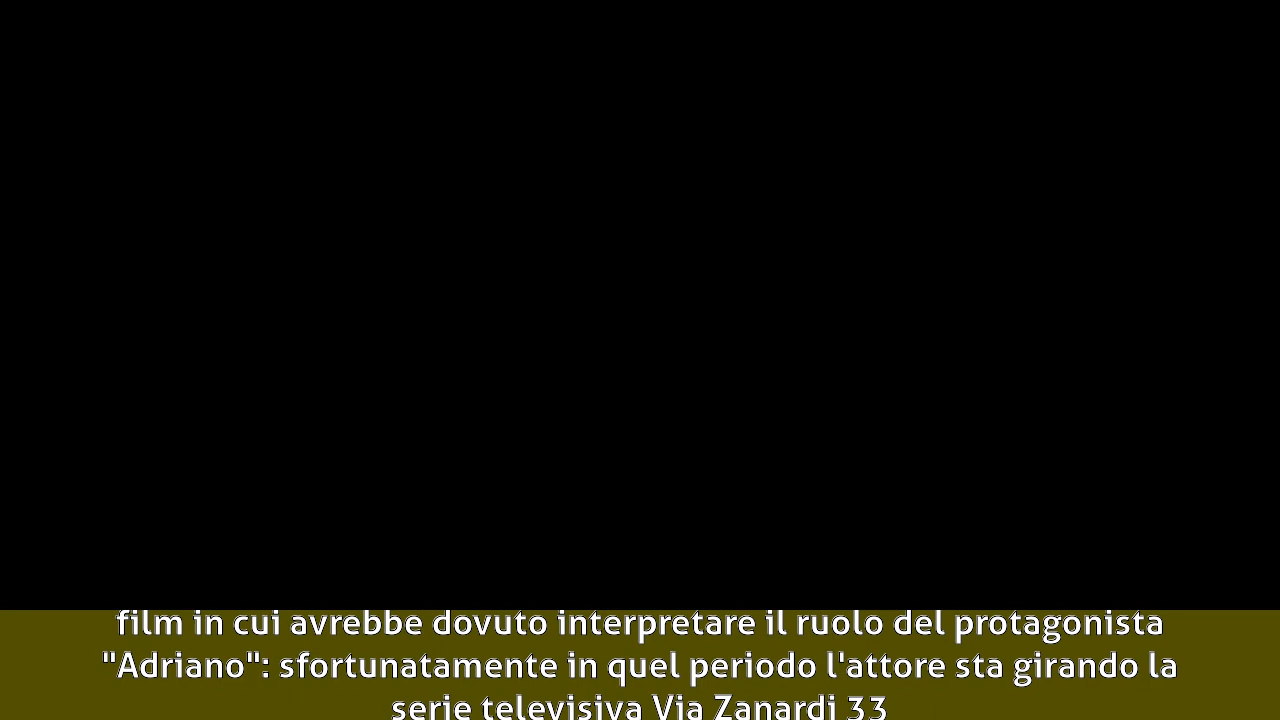 film in cui avrebbe dovuto interpretare il ruolo del protagonista
"Adriano": sfortunatamente in quel periodo l'attore sta girando la
serie televisiva Via Zanardi 33